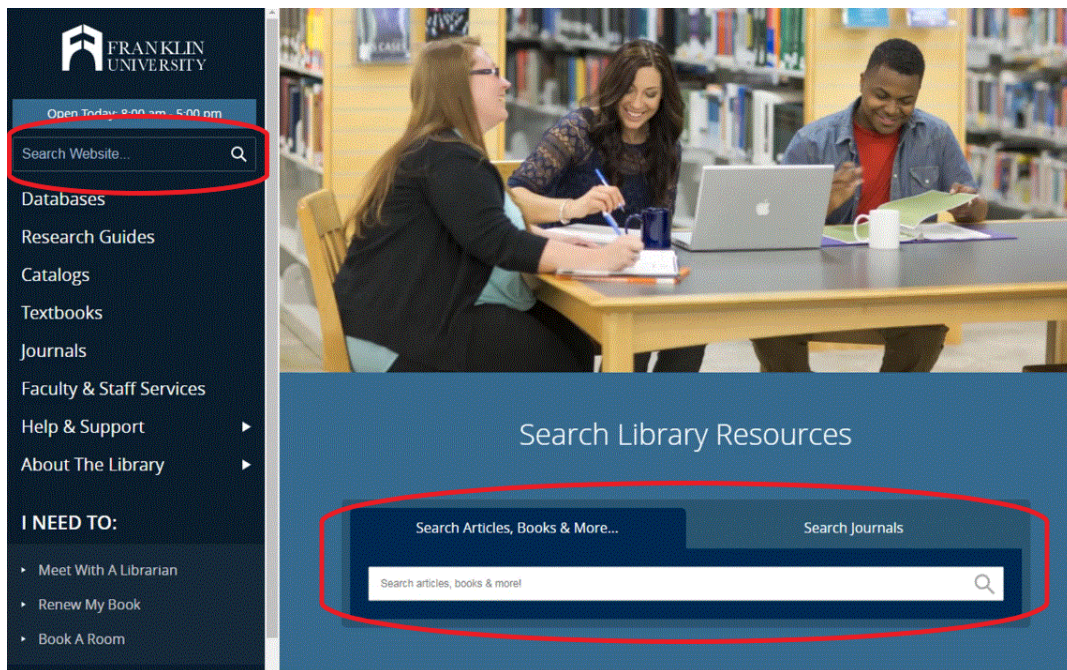 FRANKLIN
UNIVERSITY
Open Today: 8:00 am - 5:00 pm
Search Website...
Databases
Research Guides
Catalogs
Textbooks
Journals
Faculty & Staff Services
Help & Support
About The Library
I NEED TO:
Meet With A Librarian
Renew My Book
Book A Room
CASES
Search Library Resources
Search Articles, Books & More...
Search Journals
Search articles, books & more!